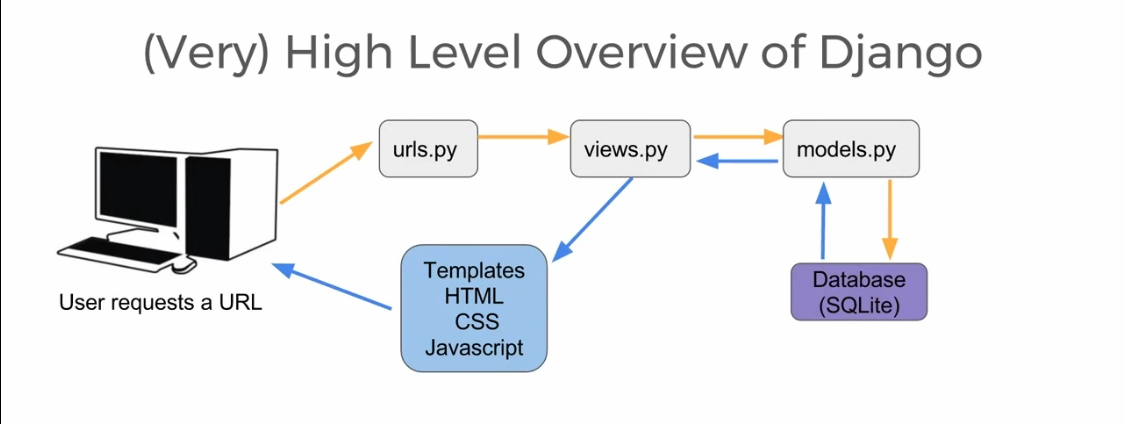 (Very) High Level Overview of Django
urls.py
views.py
models.py
User requests a URL
Templates
HTML
CSS
Javascript
Database
(SQLite)